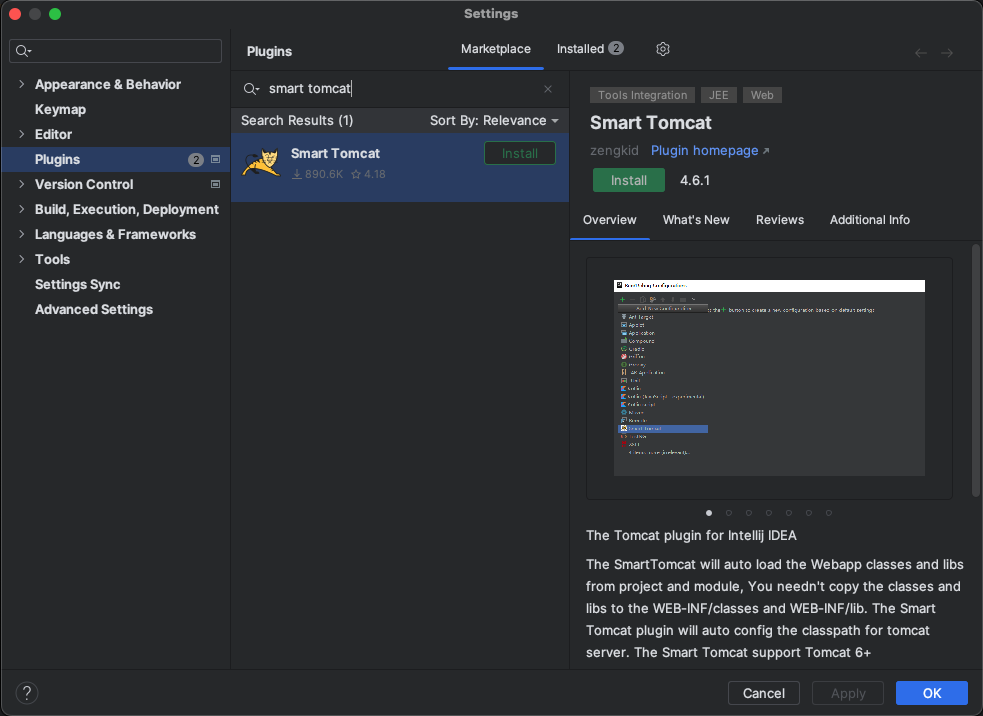 Settings
Plugins
Marketplace
Installed 2
Appearance & Behavior
Keymap
Editor
Plugins 2
Version Control
Build, Execution, Deployment
Languages & Frameworks
Tools
Settings Sync
Advanced Settings
smart tomcat
Search Results (1)
Sort By: Relevance
Smart Tomcat
Install
890.6K 4.18
Tools Integration
JEE
Web
Smart Tomcat
zengkid
Plugin homepage ↗
Install
4.6.1
Overview
What's New
Reviews
Additional Info
The Tomcat plugin for Intellij IDEA
The SmartTomcat will auto load the Webapp classes and libs
from project and module, You needn't copy the classes and
libs to the WEB-INF/classes and WEB-INF/lib. The Smart
Tomcat plugin will auto config the classpath for tomcat
server. The Smart Tomcat support Tomcat 6+
?
Cancel
Apply
OK